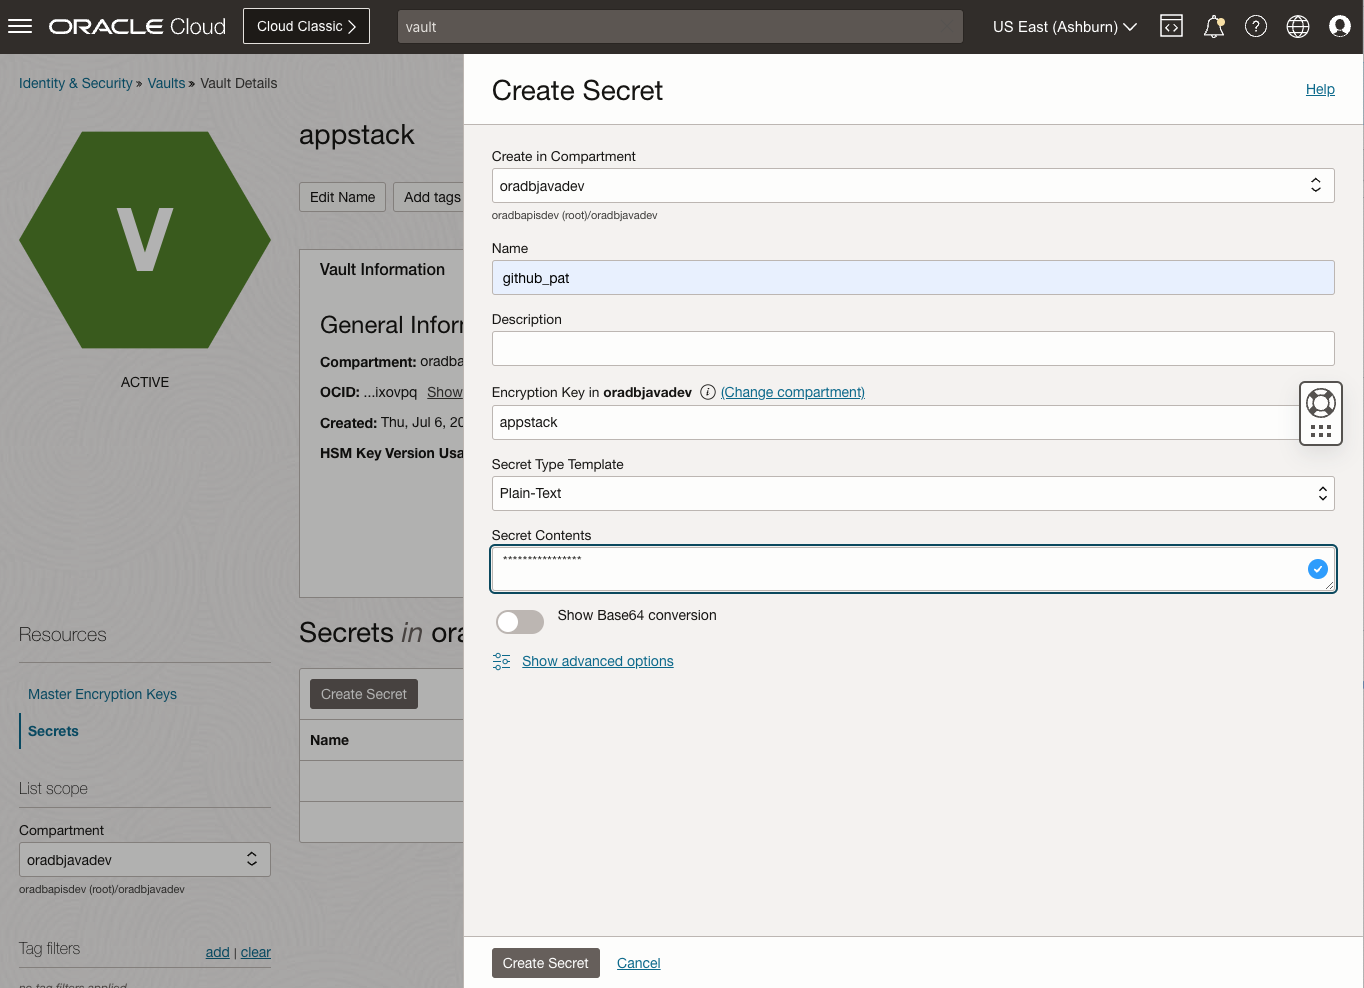 ORACLE Cloud
Cloud Classic
vault
US East (Ashburn)
Identity & Security » Vaults » Vault Details
V
ACTIVE
appstack
Edit Name
Add tags
Vault Information
General Infor
Compartment: oradba
OCID: ...ixovpq Show
Created: Thu, Jul 6, 20
HSM Key Version Usa
Resources
Master Encryption Keys
Secrets
List scope
Compartment
oradbjavadev
oradbapisdev (root)/oradbjavadev
Tag filters
add | clear
no tag filters applied
Secrets in ora
Create Secret
Name
Create Secret
Help
Create in Compartment
oradbjavadev
oradbapisdev (root)/oradbjavadev
Name
github_pat
Description
Encryption Key in oradbjavadev i (Change compartment)
appstack
Secret Type Template
Plain-Text
Secret Contents
****************
Show Base64 conversion
Show advanced options
Create Secret
Cancel